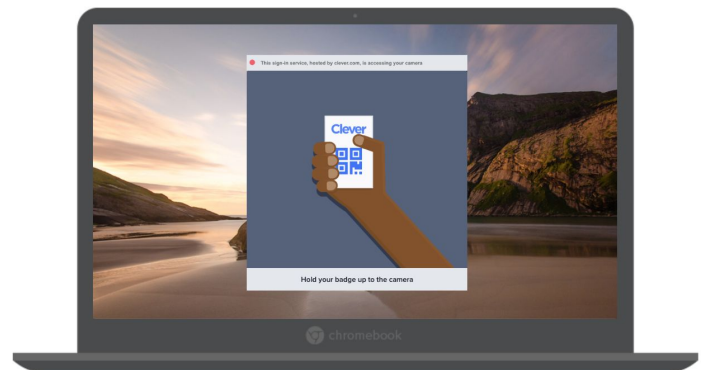 This sign-in service, hosted by clever.com, is accessing your camera
Clever
Hold your badge up to the camera
chromebook